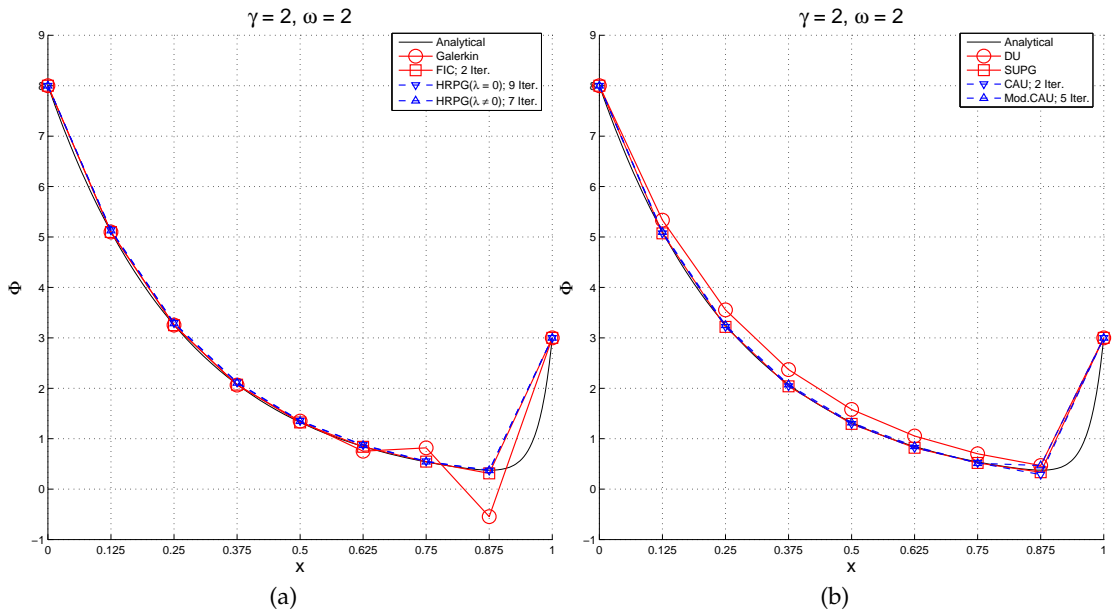 γ = 2, ω = 2
9
8
7
6
5
4
3
2
1
0
−1
Φ
0
0.125
0.25
0.375
0.5
0.625
0.75
0.875
1
x
Analytical
Galerkin
FIC; 2 Iter.
HRPG(λ = 0); 9 Iter.
HRPG(λ ≠ 0); 7 Iter.
(a)
γ = 2, ω = 2
9
8
7
6
5
4
3
2
1
0
−1
Φ
0
0.125
0.25
0.375
0.5
0.625
0.75
0.875
1
x
Analytical
DU
SUPG
CAU; 2 Iter.
Mod.CAU; 5 Iter.
(b)